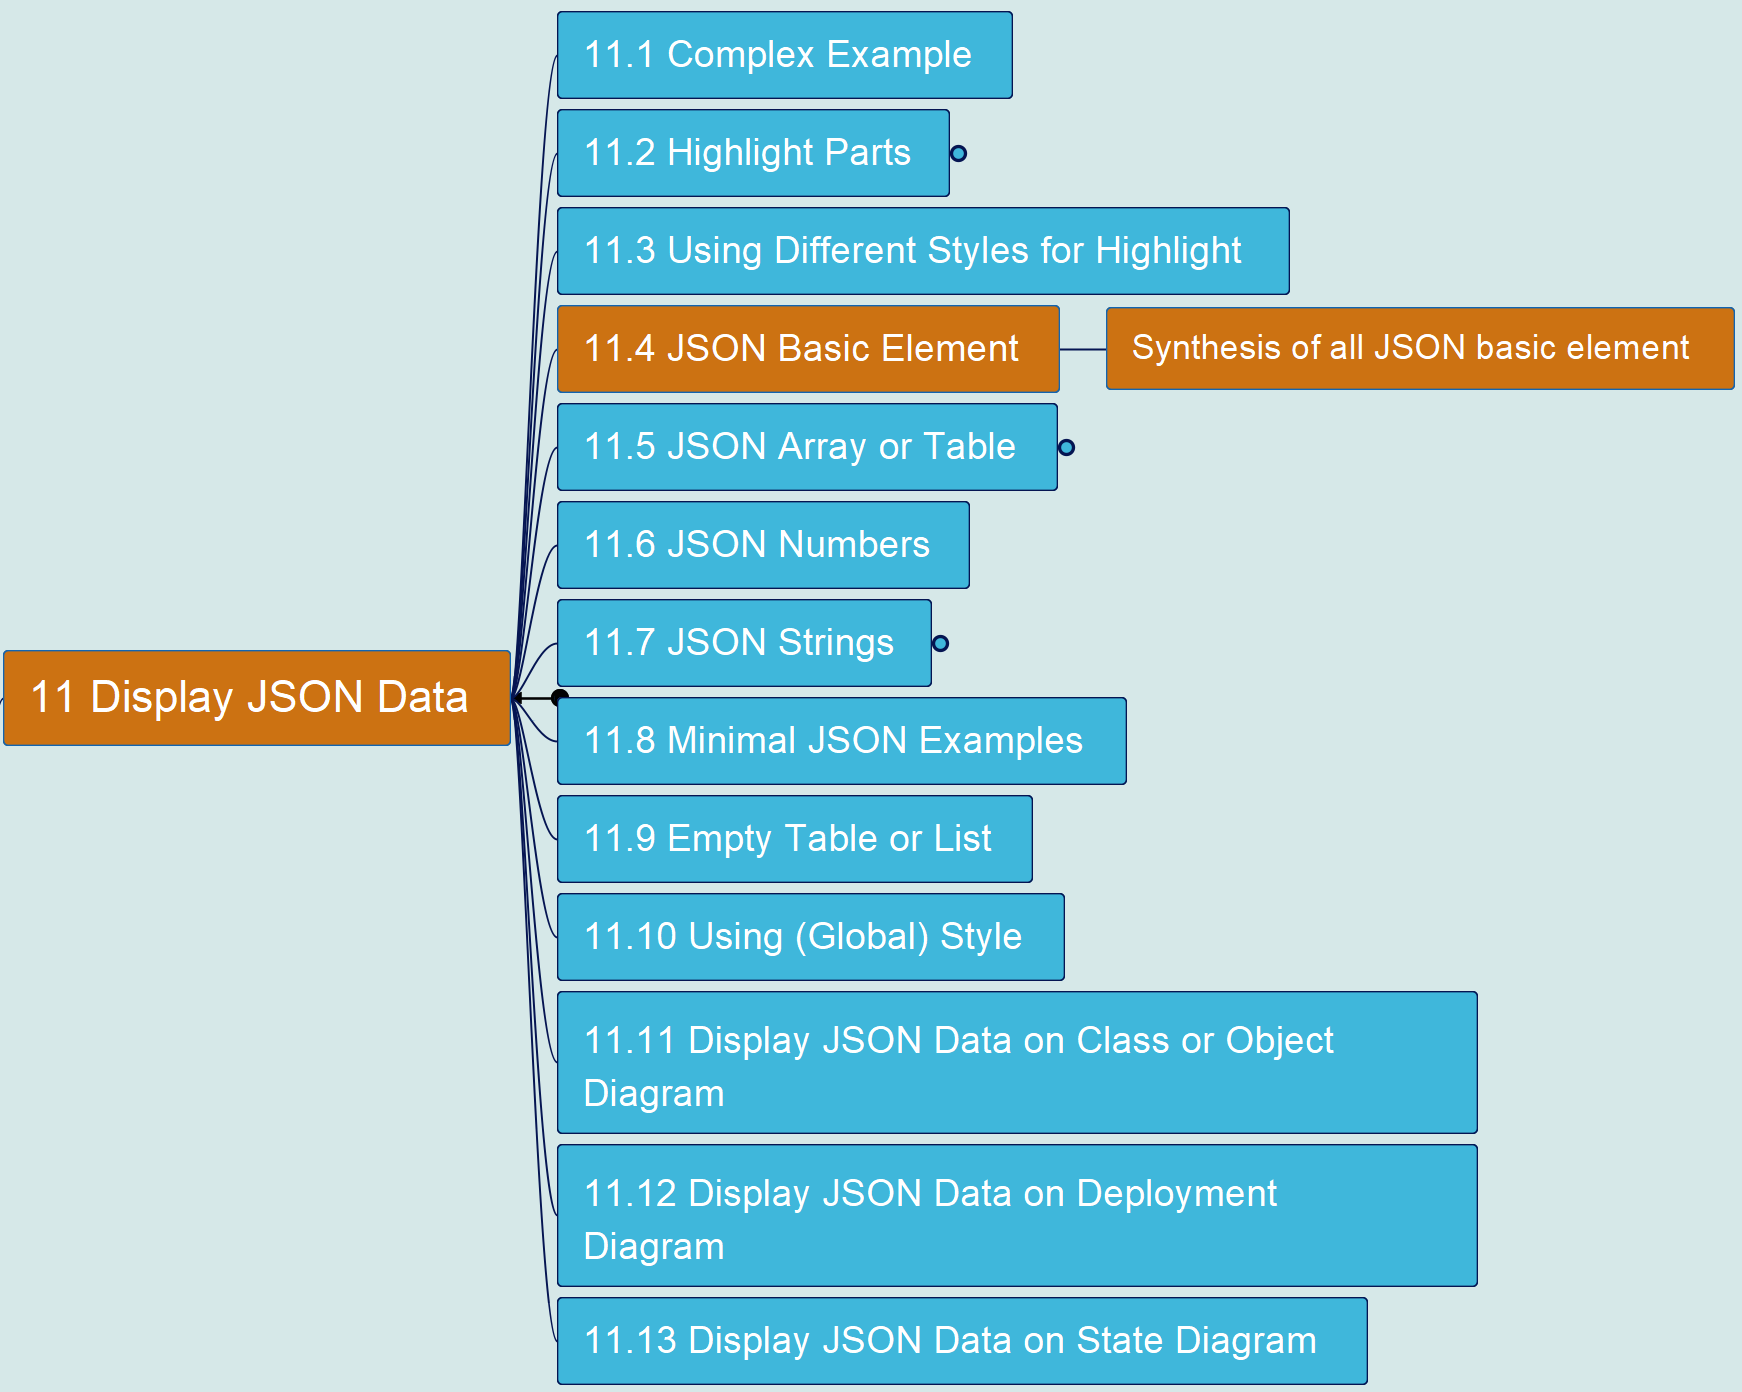 11.1 Complex Example
11.2 Highlight Parts
11.3 Using Different Styles for Highlight
11.4 JSON Basic Element
Synthesis of all JSON basic element
11.5 JSON Array or Table
11.6 JSON Numbers
11.7 JSON Strings
11 Display JSON Data
11.8 Minimal JSON Examples
11.9 Empty Table or List
11.10 Using (Global) Style
11.11 Display JSON Data on Class or Object
Diagram
11.12 Display JSON Data on Deployment
Diagram
11.13 Display JSON Data on State Diagram